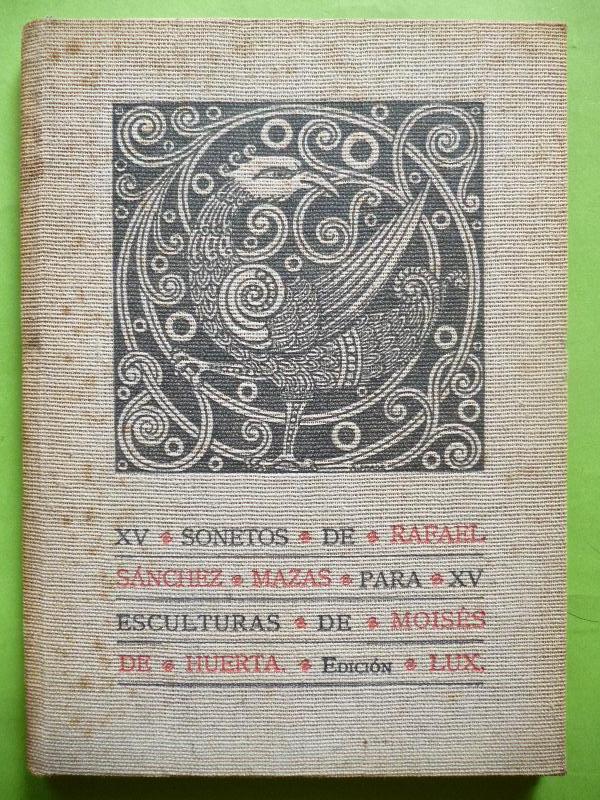 XV * SONETOS * DE * RAFAEL
SÁNCHEZ * MAZAS * PARA * XV
ESCULTURAS * DE * MOISÉS
DE * HUERTA. * EDICIÓN * LUX.